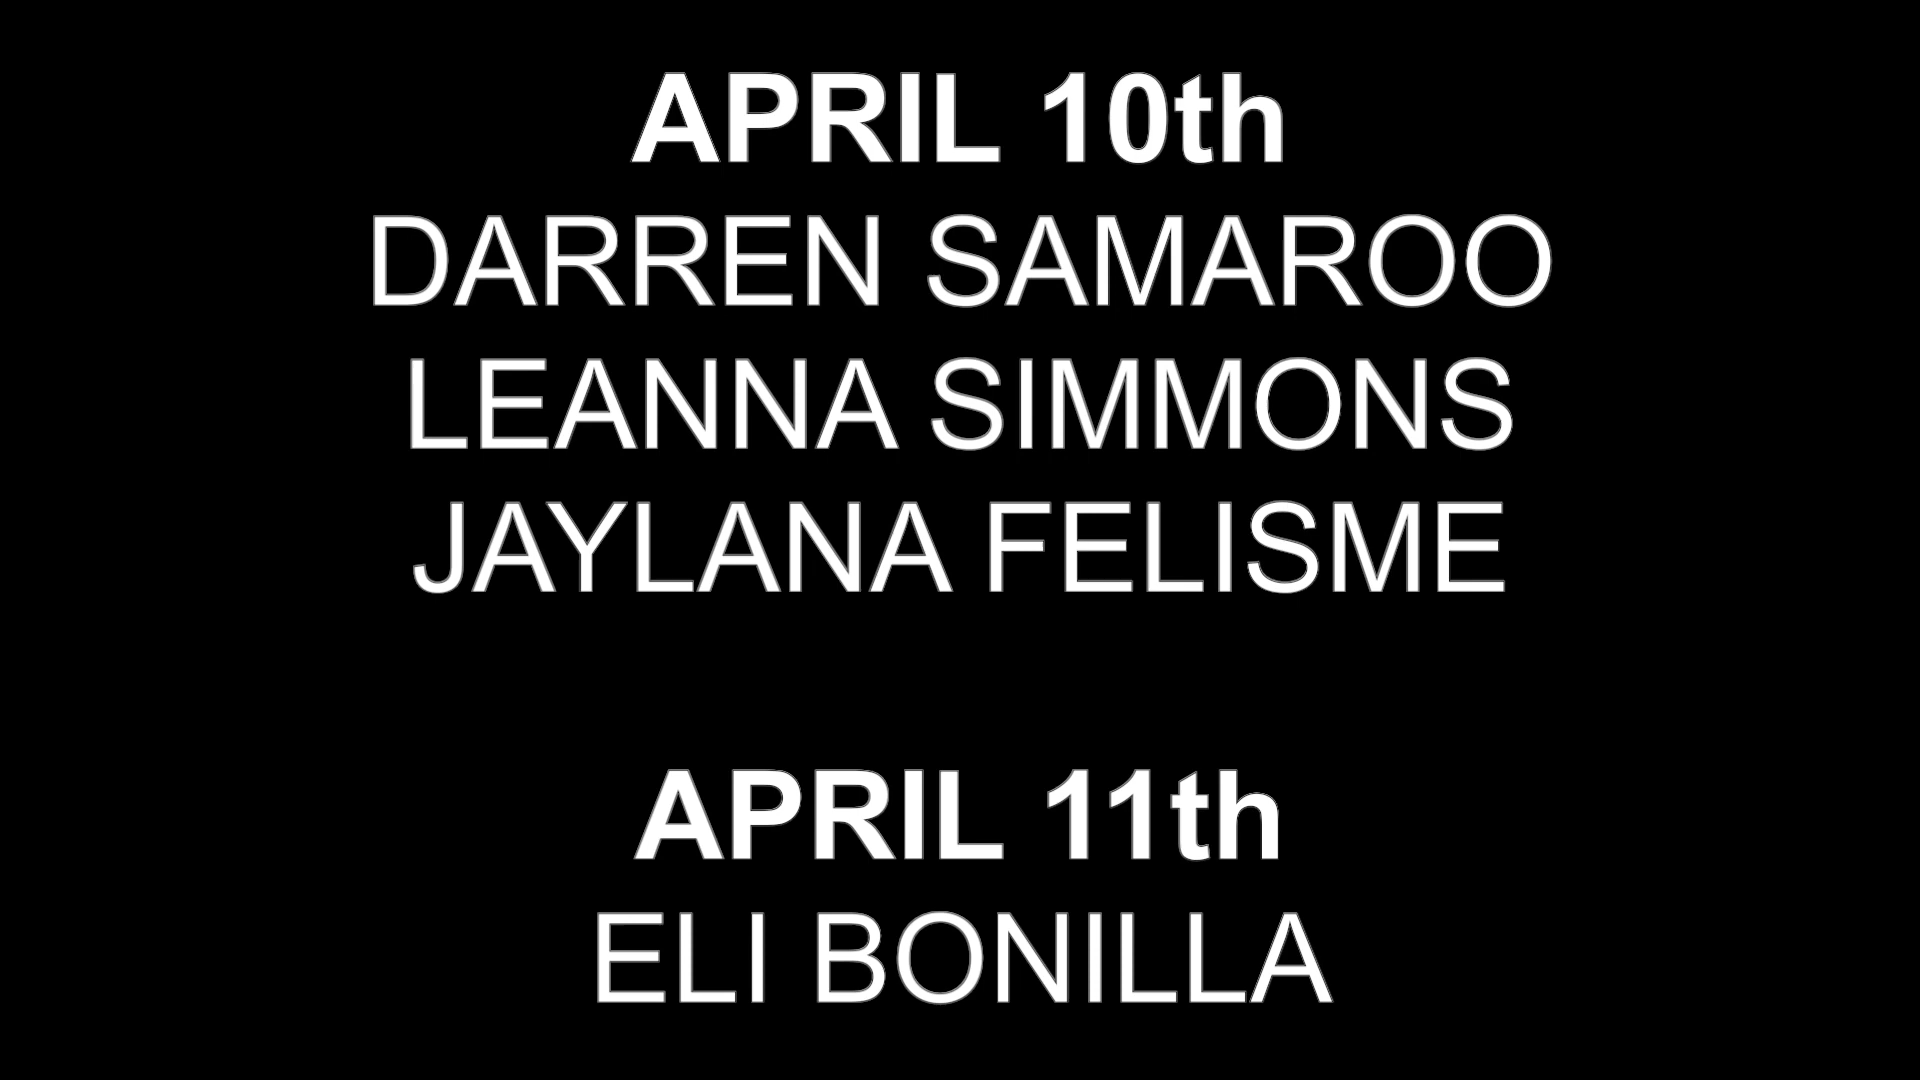 APRIL 10th
DARREN SAMAROO
LEANNA SIMMONS
JAYLANA FELISME
APRIL 11th
ELI BONILLA